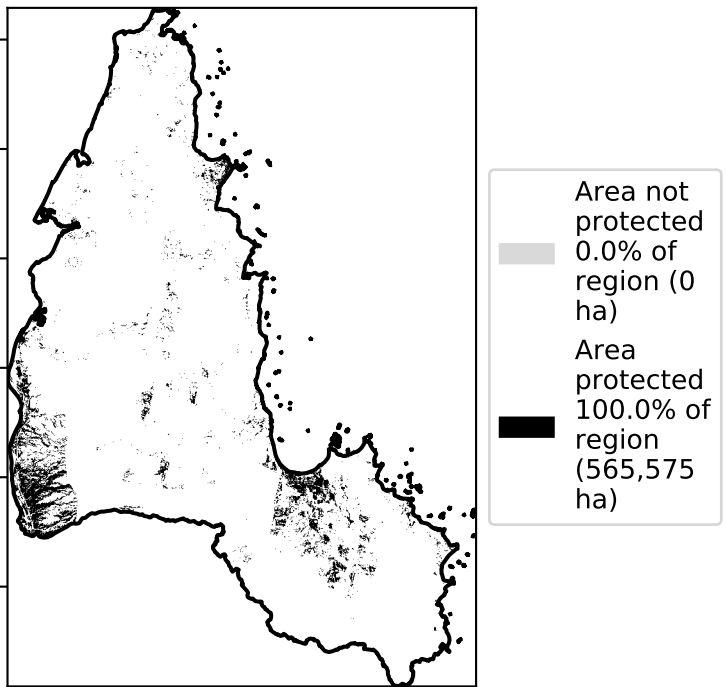 Area not
protected
0.0% of
region (0
ha)
Area
protected
100.0% of
region
(565,575
ha)